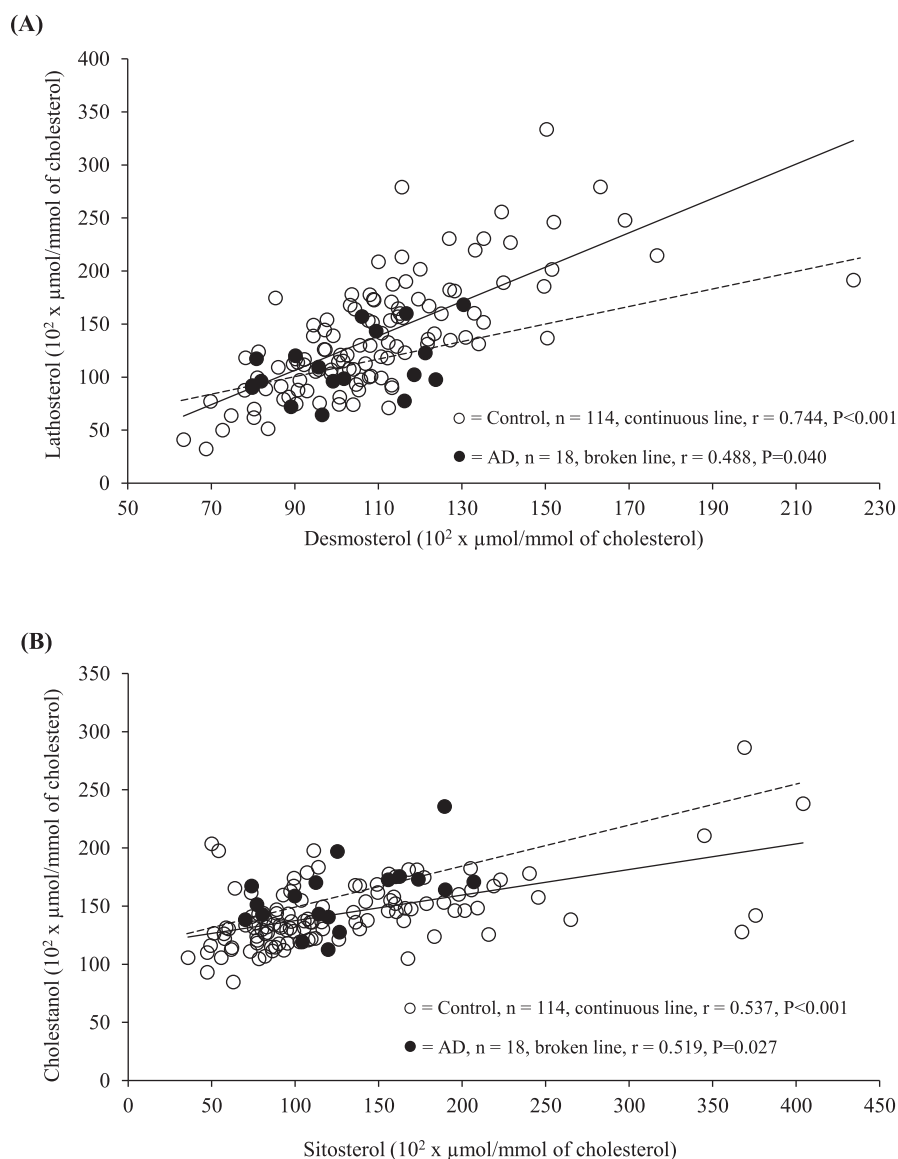 (A)
400
350
300
250
200
150
100
50
0
Lathosterol (10² x µmol/mmol of cholesterol)
○ = Control, n = 114, continuous line, r = 0.744, P<0.001
● = AD, n = 18, broken line, r = 0.488, P=0.040
50 70 90 110 130 150 170 190 210 230
Desmosterol (10² x µmol/mmol of cholesterol)
(B)
350
300
250
200
150
100
50
0
Cholestanol (10² x µmol/mmol of cholesterol)
○ = Control, n = 114, continuous line, r = 0.537, P<0.001
● = AD, n = 18, broken line, r = 0.519, P=0.027
0 50 100 150 200 250 300 350 400 450
Sitosterol (10² x µmol/mmol of cholesterol)